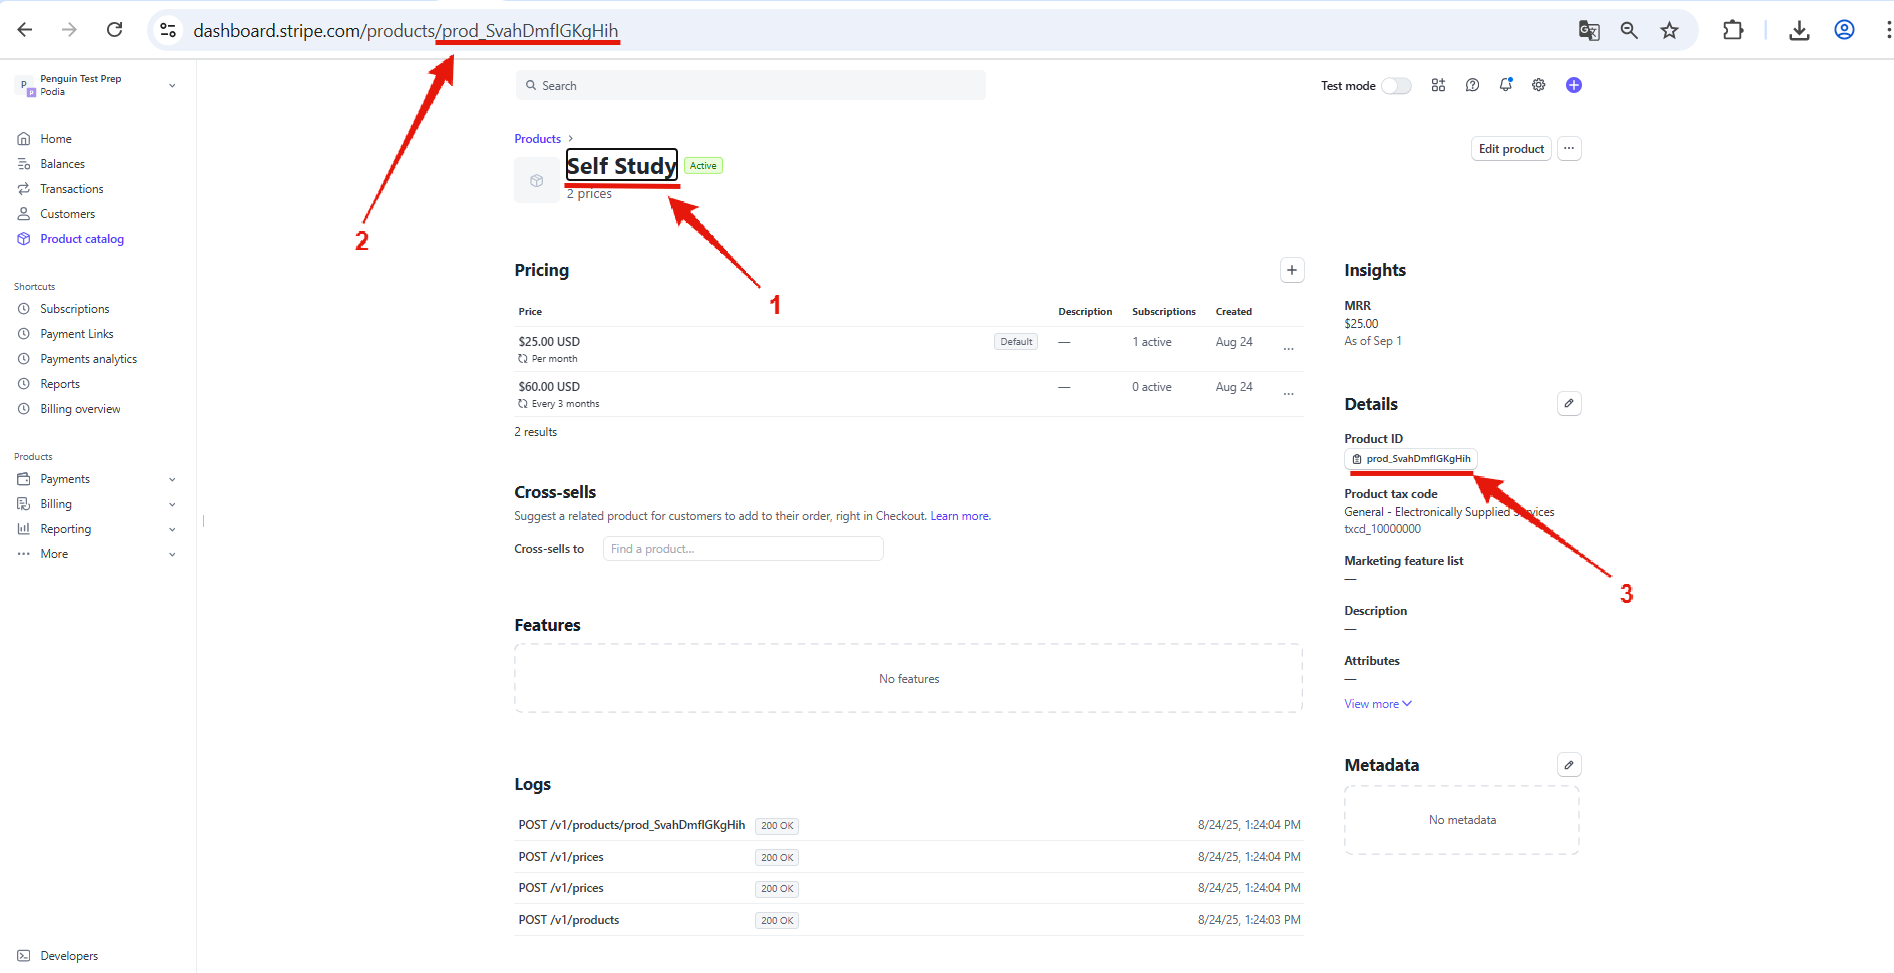 dashboard.stripe.com/products/prod_SvahDmfIGKgHih
P
p
Penguin Test Prep
Podia
Search
Test mode
Home
Balances
Transactions
Customers
Product catalog
Shortcuts
Subscriptions
Payment Links
Payments analytics
Reports
Billing overview
Products
Payments
Billing
Reporting
More
Developers
Products
Self Study
Active
2 prices
Edit product
2
1
Pricing
Price Description Subscriptions Created
$25.00 USD Default — 1 active Aug 24
Per month
$60.00 USD — 0 active Aug 24
Every 3 months
2 results
Cross-sells
Suggest a related product for customers to add to their order, right in Checkout. Learn more.
Cross-sells to Find a product...
Features
No features
Logs
POST /v1/products/prod_SvahDmfIGKgHih 200 OK 8/24/25, 1:24:04 PM
POST /v1/prices 200 OK 8/24/25, 1:24:04 PM
POST /v1/prices 200 OK 8/24/25, 1:24:04 PM
POST /v1/products 200 OK 8/24/25, 1:24:03 PM
Insights
MRR
$25.00
As of Sep 1
Details
Product ID
prod_SvahDmfIGKgHih
Product tax code
General - Electronically Supplied Services
txcd_10000000
3
Marketing feature list
—
Description
—
Attributes
—
View more
Metadata
No metadata